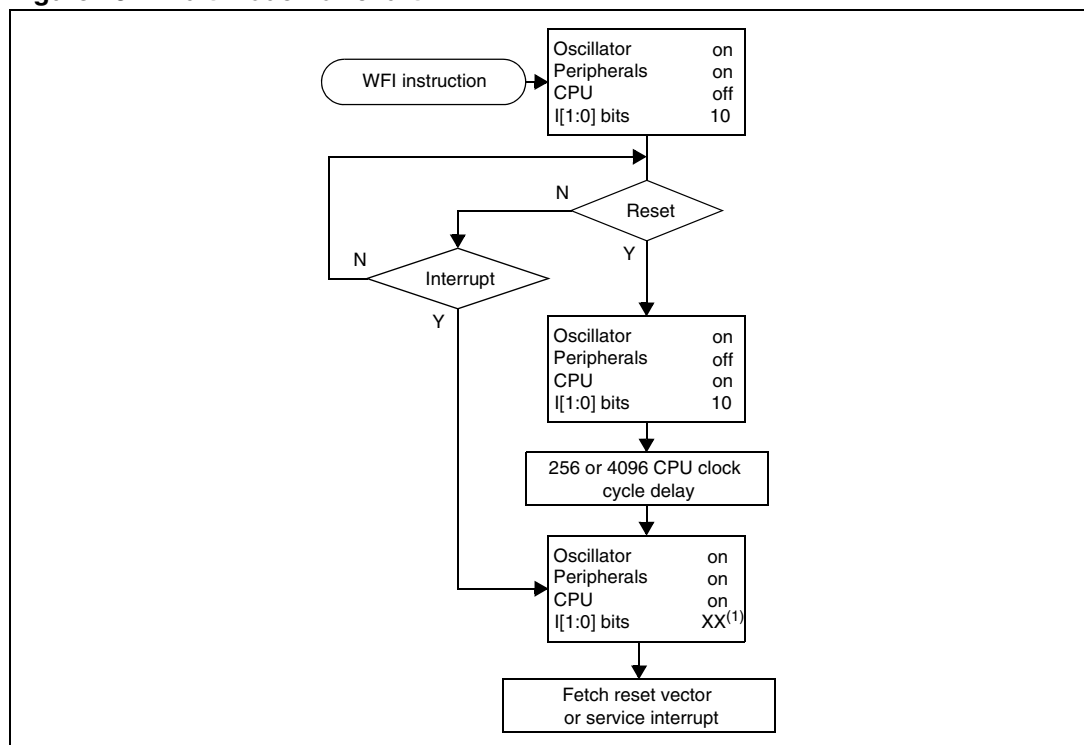 WFI instruction
Oscillator on
Peripherals on
CPU off
I[1:0] bits 10
N
Reset
Y
N
Interrupt
Y
Oscillator on
Peripherals off
CPU on
I[1:0] bits 10
256 or 4096 CPU clock
cycle delay
Oscillator on
Peripherals on
CPU on
I[1:0] bits XX(1)
Fetch reset vector
or service interrupt